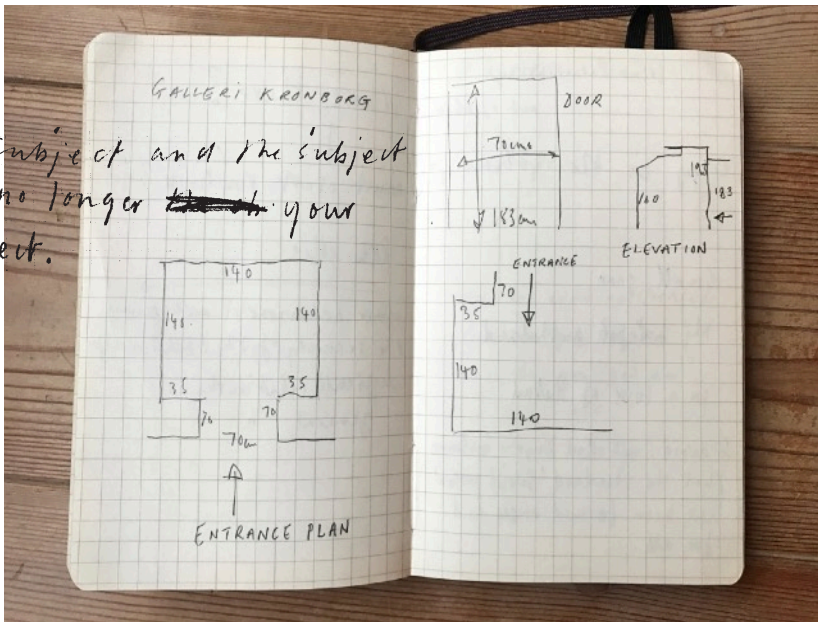 GALLERI KRONBORG
subject and the subject
no longer your
ect.
140
140
140
35
35
70
70
70cm
ENTRANCE PLAN
DOOR
70cms
183cm
193
160
183
ELEVATION
ENTRANCE
70
35
140
140